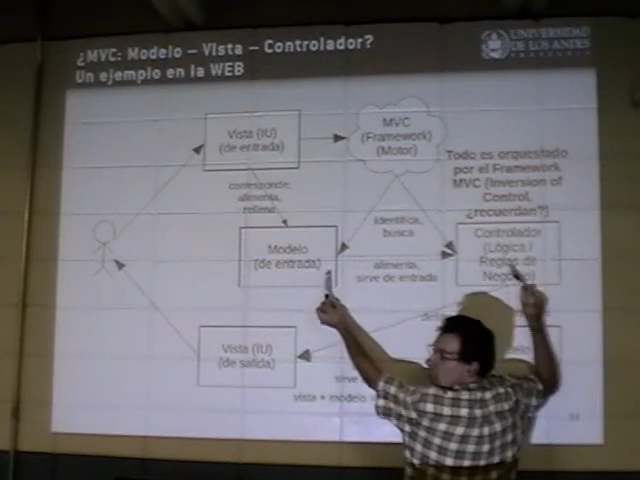 ¿MVC: Modelo – Vista – Controlador?
Un ejemplo en la WEB
UNIVERSIDAD
DE LOS ANDES
Vista (IU)
(de entrada)
MVC
(Framework)
(Motor)
Todo es orquestado
por el Framework
MVC (Inversion of
Control,
¿recuerdan?)
corresponde,
alimenta,
rellene
Identifica,
busca
Modelo
(de entrada)
alimenta,
sirve de entrada
Controlador
(Lógica /
Reglas de
Negocio)
Vista (IU)
(de salida)
sirve
vista + modelo